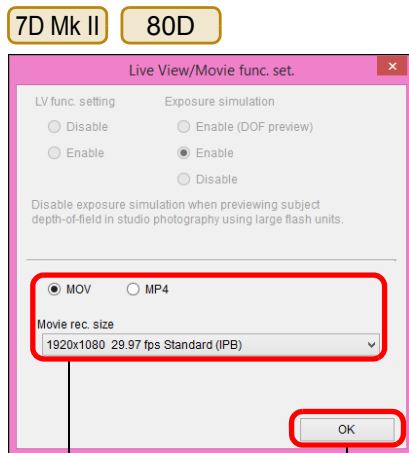 7D Mk II 80D
Live View/Movie func. set.
LV func. setting Exposure simulation
Disable Enable (DOF preview)
Enable Enable
Disable
Disable exposure simulation when previewing subject
depth-of-field in studio photography using large flash units.
MOV MP4
Movie rec. size
1920x1080 29.97 fps Standard (IPB)
OK